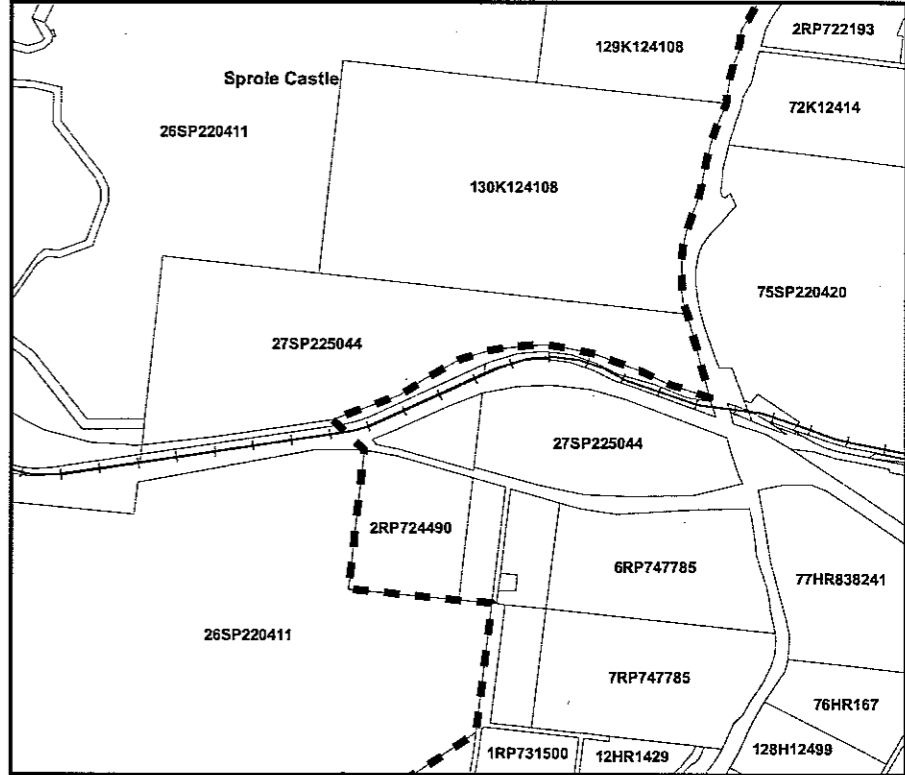 2RP722193
129K124108
Sprole Castle
72K12414
26SP220411
130K124108
75SP220420
27SP225044
27SP225044
2RP724490
6RP747785
77HR838241
26SP220411
7RP747785
76HR167
1RP731500
12HR1429
128H12499